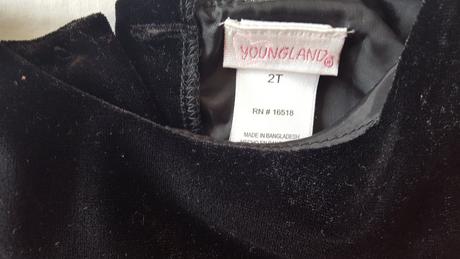 YOUNGLAND®
2T
RN # 16518
MADE IN BANGLADESH